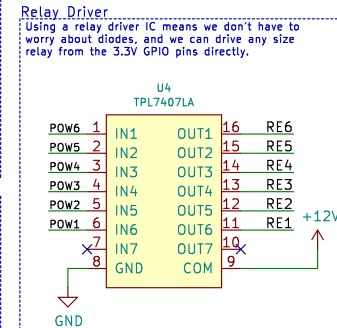 Relay Driver
Using a relay driver IC means we don't have to
worry about diodes, and we can drive any size
relay from the 3.3V GPIO pins directly.
U4
TPL7407LA
POW6 1 IN1 OUT1 16 RE6
POW5 2 IN2 OUT2 15 RE5
POW4 3 IN3 OUT3 14 RE4
POW3 4 IN4 OUT4 13 RE3
POW2 5 IN5 OUT5 12 RE2
POW1 6 IN6 OUT6 11 RE1
+12V
7 IN7 OUT7 10
8 GND COM 9
GND